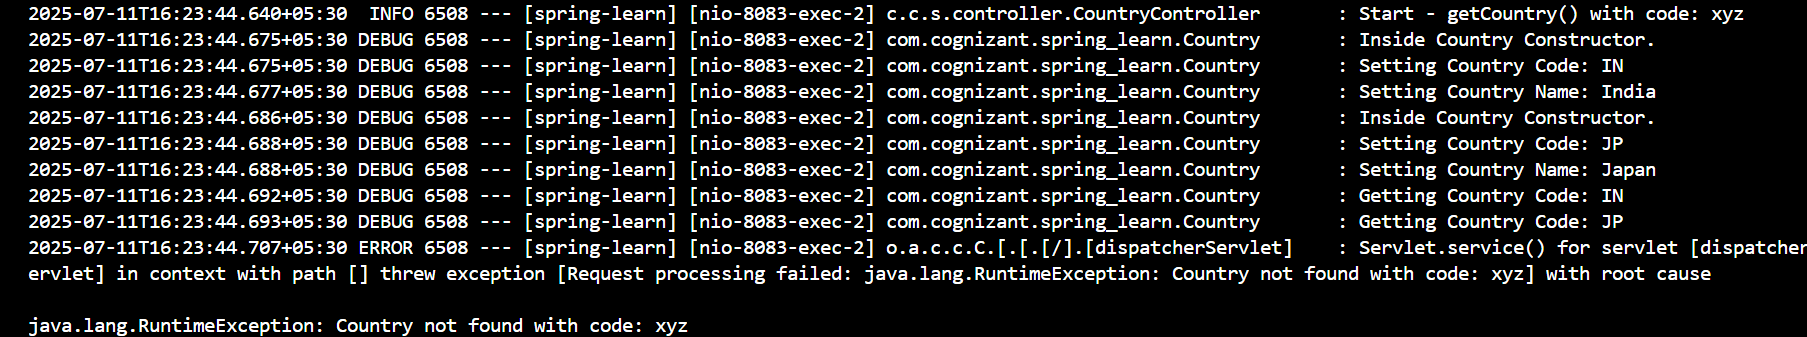 2025-07-11T16:23:44.640+05:30  INFO 6508 --- [spring-learn] [nio-8083-exec-2] c.c.s.controller.CountryController       : Start - getCountry() with code: xyz
2025-07-11T16:23:44.675+05:30 DEBUG 6508 --- [spring-learn] [nio-8083-exec-2] com.cognizant.spring_learn.Country       : Inside Country Constructor.
2025-07-11T16:23:44.675+05:30 DEBUG 6508 --- [spring-learn] [nio-8083-exec-2] com.cognizant.spring_learn.Country       : Setting Country Code: IN
2025-07-11T16:23:44.677+05:30 DEBUG 6508 --- [spring-learn] [nio-8083-exec-2] com.cognizant.spring_learn.Country       : Setting Country Name: India
2025-07-11T16:23:44.686+05:30 DEBUG 6508 --- [spring-learn] [nio-8083-exec-2] com.cognizant.spring_learn.Country       : Inside Country Constructor.
2025-07-11T16:23:44.688+05:30 DEBUG 6508 --- [spring-learn] [nio-8083-exec-2] com.cognizant.spring_learn.Country       : Setting Country Code: JP
2025-07-11T16:23:44.688+05:30 DEBUG 6508 --- [spring-learn] [nio-8083-exec-2] com.cognizant.spring_learn.Country       : Setting Country Name: Japan
2025-07-11T16:23:44.692+05:30 DEBUG 6508 --- [spring-learn] [nio-8083-exec-2] com.cognizant.spring_learn.Country       : Getting Country Code: IN
2025-07-11T16:23:44.693+05:30 DEBUG 6508 --- [spring-learn] [nio-8083-exec-2] com.cognizant.spring_learn.Country       : Getting Country Code: JP
2025-07-11T16:23:44.707+05:30 ERROR 6508 --- [spring-learn] [nio-8083-exec-2] o.a.c.c.C.[.[.[/].[dispatcherServlet]    : Servlet.service() for servlet [dispatcher
ervlet] in context with path [] threw exception [Request processing failed: java.lang.RuntimeException: Country not found with code: xyz] with root cause
java.lang.RuntimeException: Country not found with code: xyz